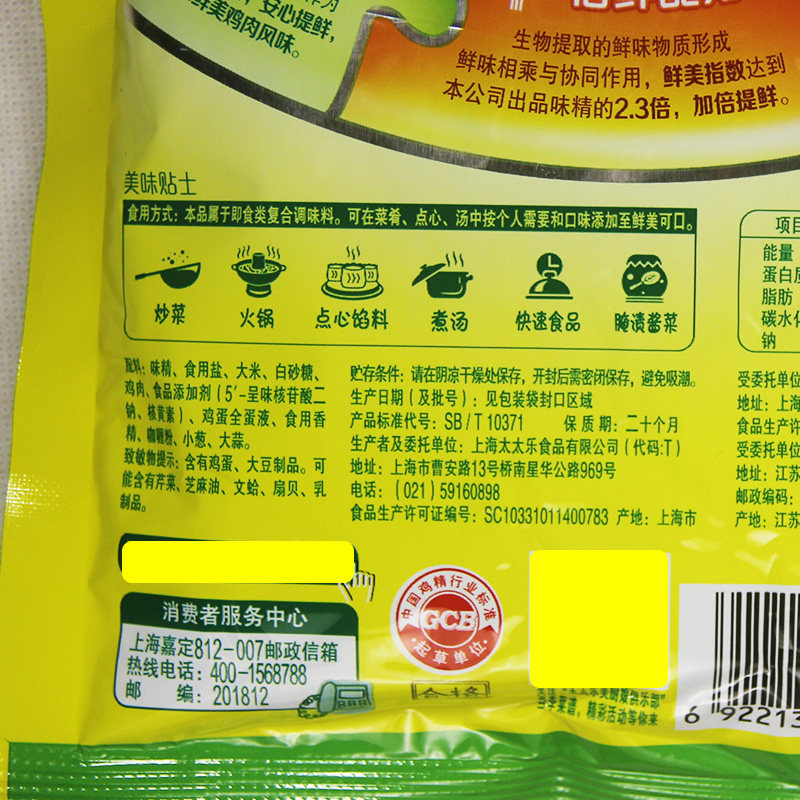 作为
，安心提鲜，
鲜美鸡肉风味。
生物提取的鲜味物质形成
鲜味相乘与协同作用，鲜美指数达到
本公司出品味精的2.3倍，加倍提鲜。
美味贴士
食用方式：本品属于即食类复合调味料。可在菜肴、点心、汤中按个人需要和口味添加至鲜美可口。
炒菜 火锅 点心馅料 煮汤 快速食品 腌渍酱菜
配料：味精、食用盐、大米、白砂糖、
鸡肉、食品添加剂（5′-呈味核苷酸二
钠、核黄素）、鸡蛋全蛋液、食用香
精、咖喱粉、小葱、大蒜。
致敏物提示：含有鸡蛋、大豆制品。可
能含有芹菜、芝麻油、文蛤、扇贝、乳
制品。
贮存条件：请在阴凉干燥处保存，开封后需密闭保存，避免吸潮。
生产日期（及批号）：见包装袋封口区域
产品标准代号：SB/T 10371 保质期：二十个月
生产者及委托单位：上海太太乐食品有限公司（代码:T）
地址：上海市曹安路13号桥南星华公路969号
电话：（021）59160898
食品生产许可证编号：SC10331011400783 产地：上海市
项目
能量
蛋白质
脂肪
碳水化
钠
受委托单位
地址：上海
食品生产许
受委托单位
地址：江苏
邮政编码：
产地：江苏
消费者服务中心
上海嘉定812-007邮政信箱
热线电话：400-1568788
邮 编：201812
中国鸡精行业标准
GCB
·起草单位·
合格
精彩活动等你来
6 92213